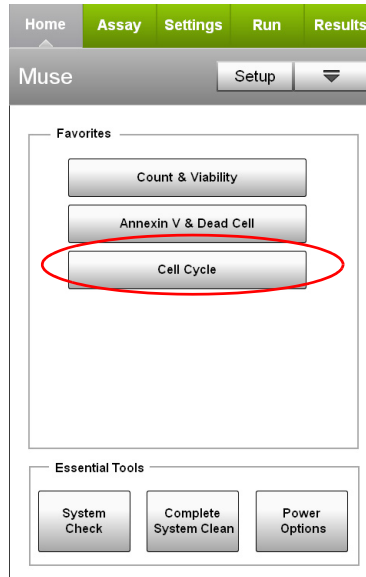 Home Assay Settings Run Results
Muse Setup
Favorites
Count & Viability
Annexin V & Dead Cell
Cell Cycle
Essential Tools
System Check
Complete System Clean
Power Options